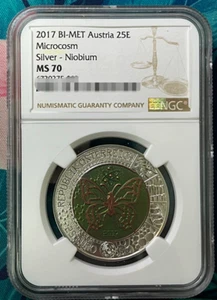 2017 BI-MET Austria 25E
Microcosm
Silver - Niobium
MS 70
NUMISMATIC GUARANTY COMPANY
NGC